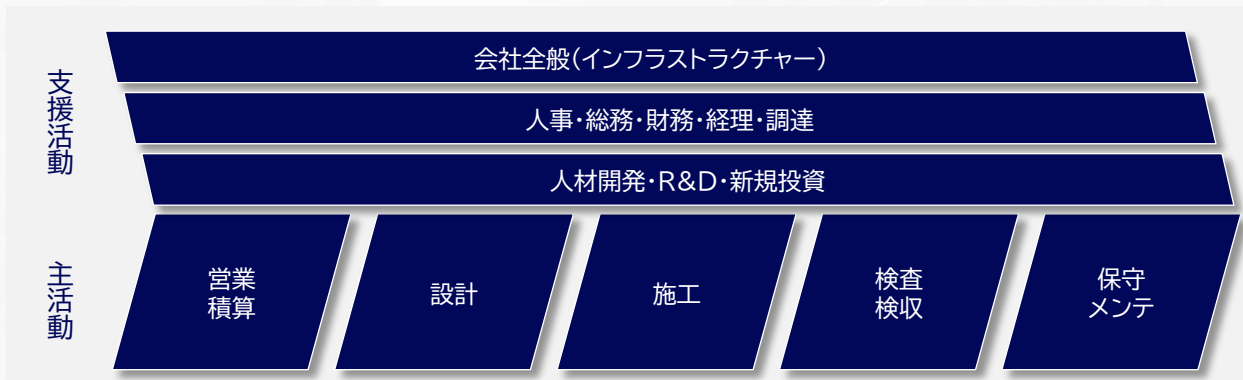 支援活動
会社全般(インフラストラクチャー)
人事・総務・財務・経理・調達
人材開発・R&D・新規投資
主活動
営業
積算
設計
施工
検査
検収
保守
メンテ